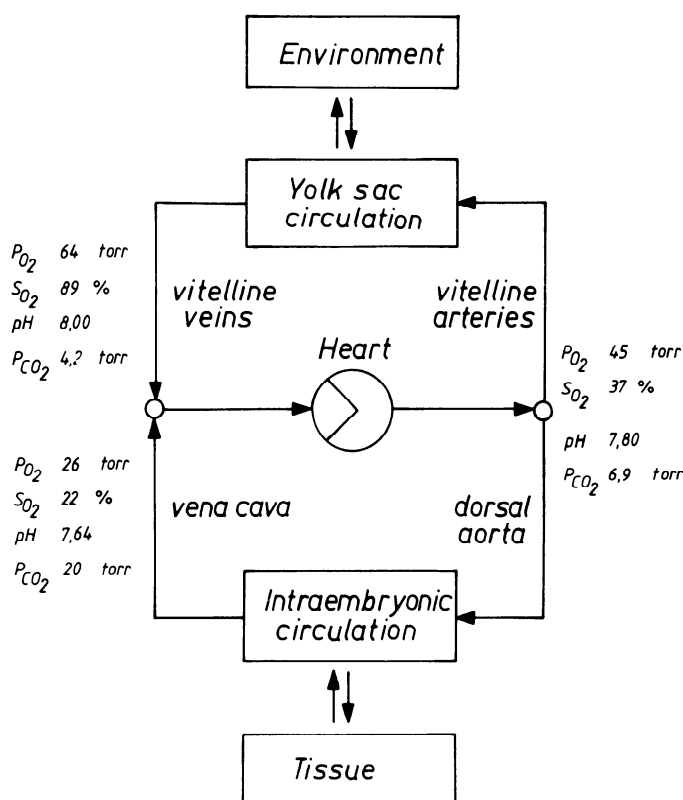 Environment
Yolk sac
circulation
PO2 64 torr
SO2 89 %
pH 8,00
PCO2 4,2 torr
vitelline
veins
vitelline
arteries
Heart
PO2 45 torr
SO2 37 %
pH 7,80
PCO2 6,9 torr
PO2 26 torr
SO2 22 %
pH 7,64
PCO2 20 torr
vena cava
dorsal
aorta
Intraembryonic
circulation
Tissue